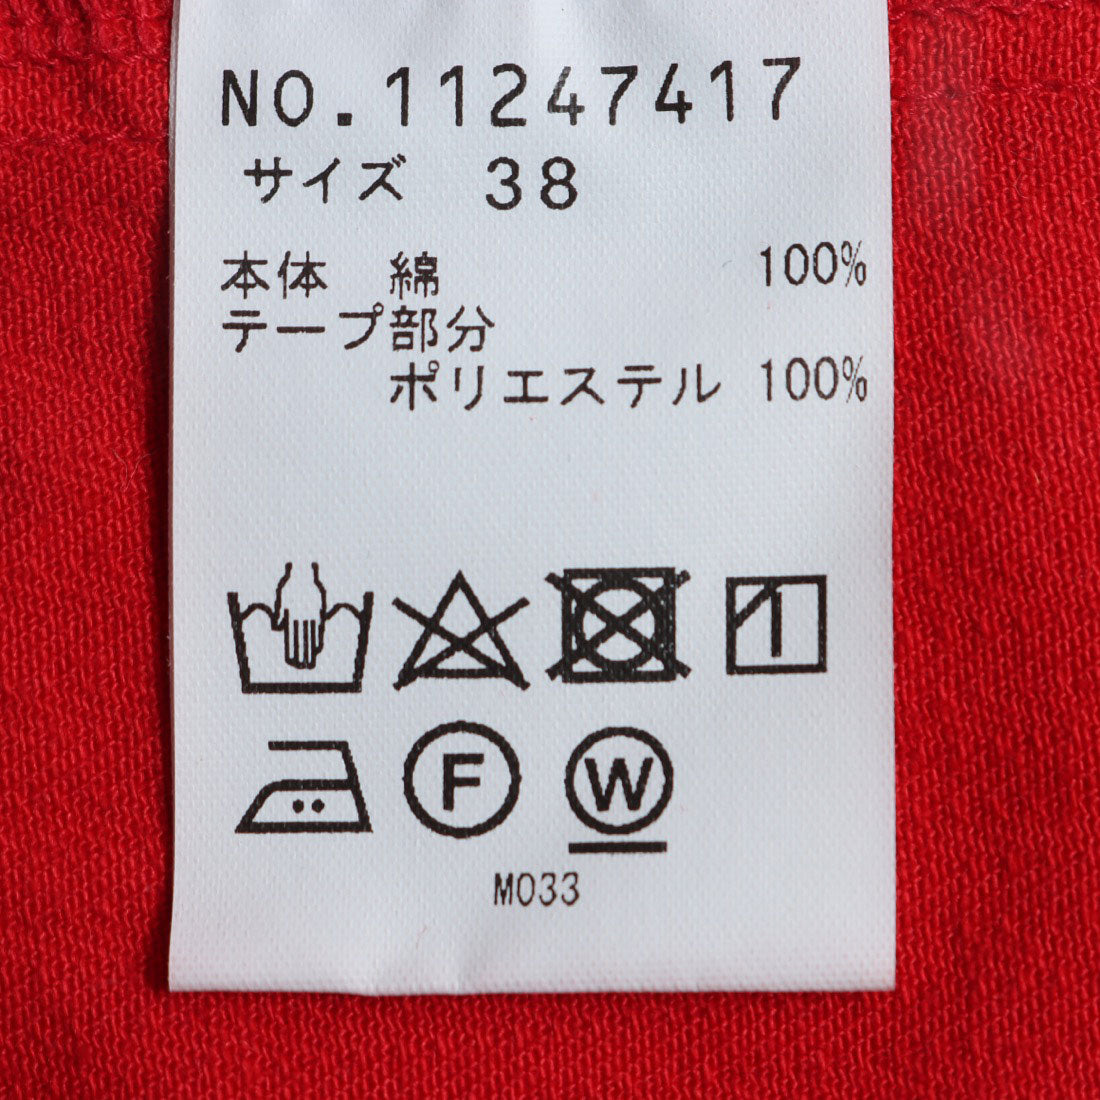 NO.11247417
サイズ 38
本体 綿 100%
テープ部分
ポリエステル 100%
F W
M033